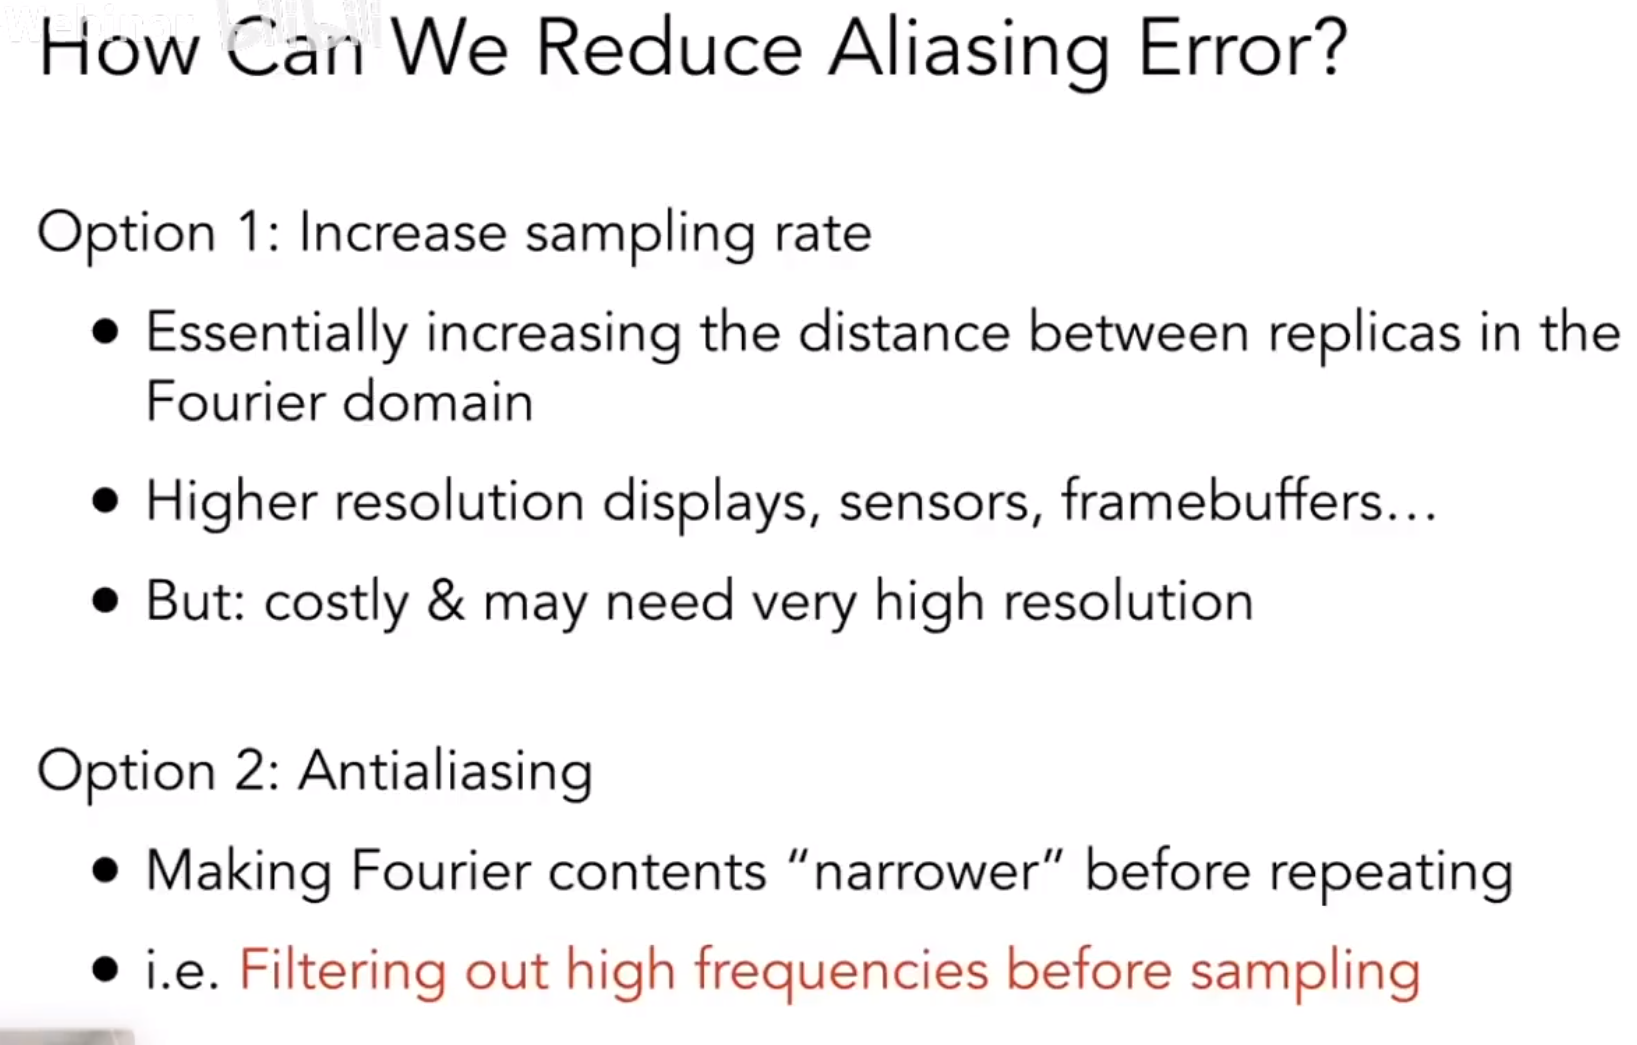 Webinar bilibili
How Can We Reduce Aliasing Error?
Option 1: Increase sampling rate
● Essentially increasing the distance between replicas in the
Fourier domain
● Higher resolution displays, sensors, framebuffers…
● But: costly & may need very high resolution
Option 2: Antialiasing
● Making Fourier contents “narrower” before repeating
● i.e. Filtering out high frequencies before sampling